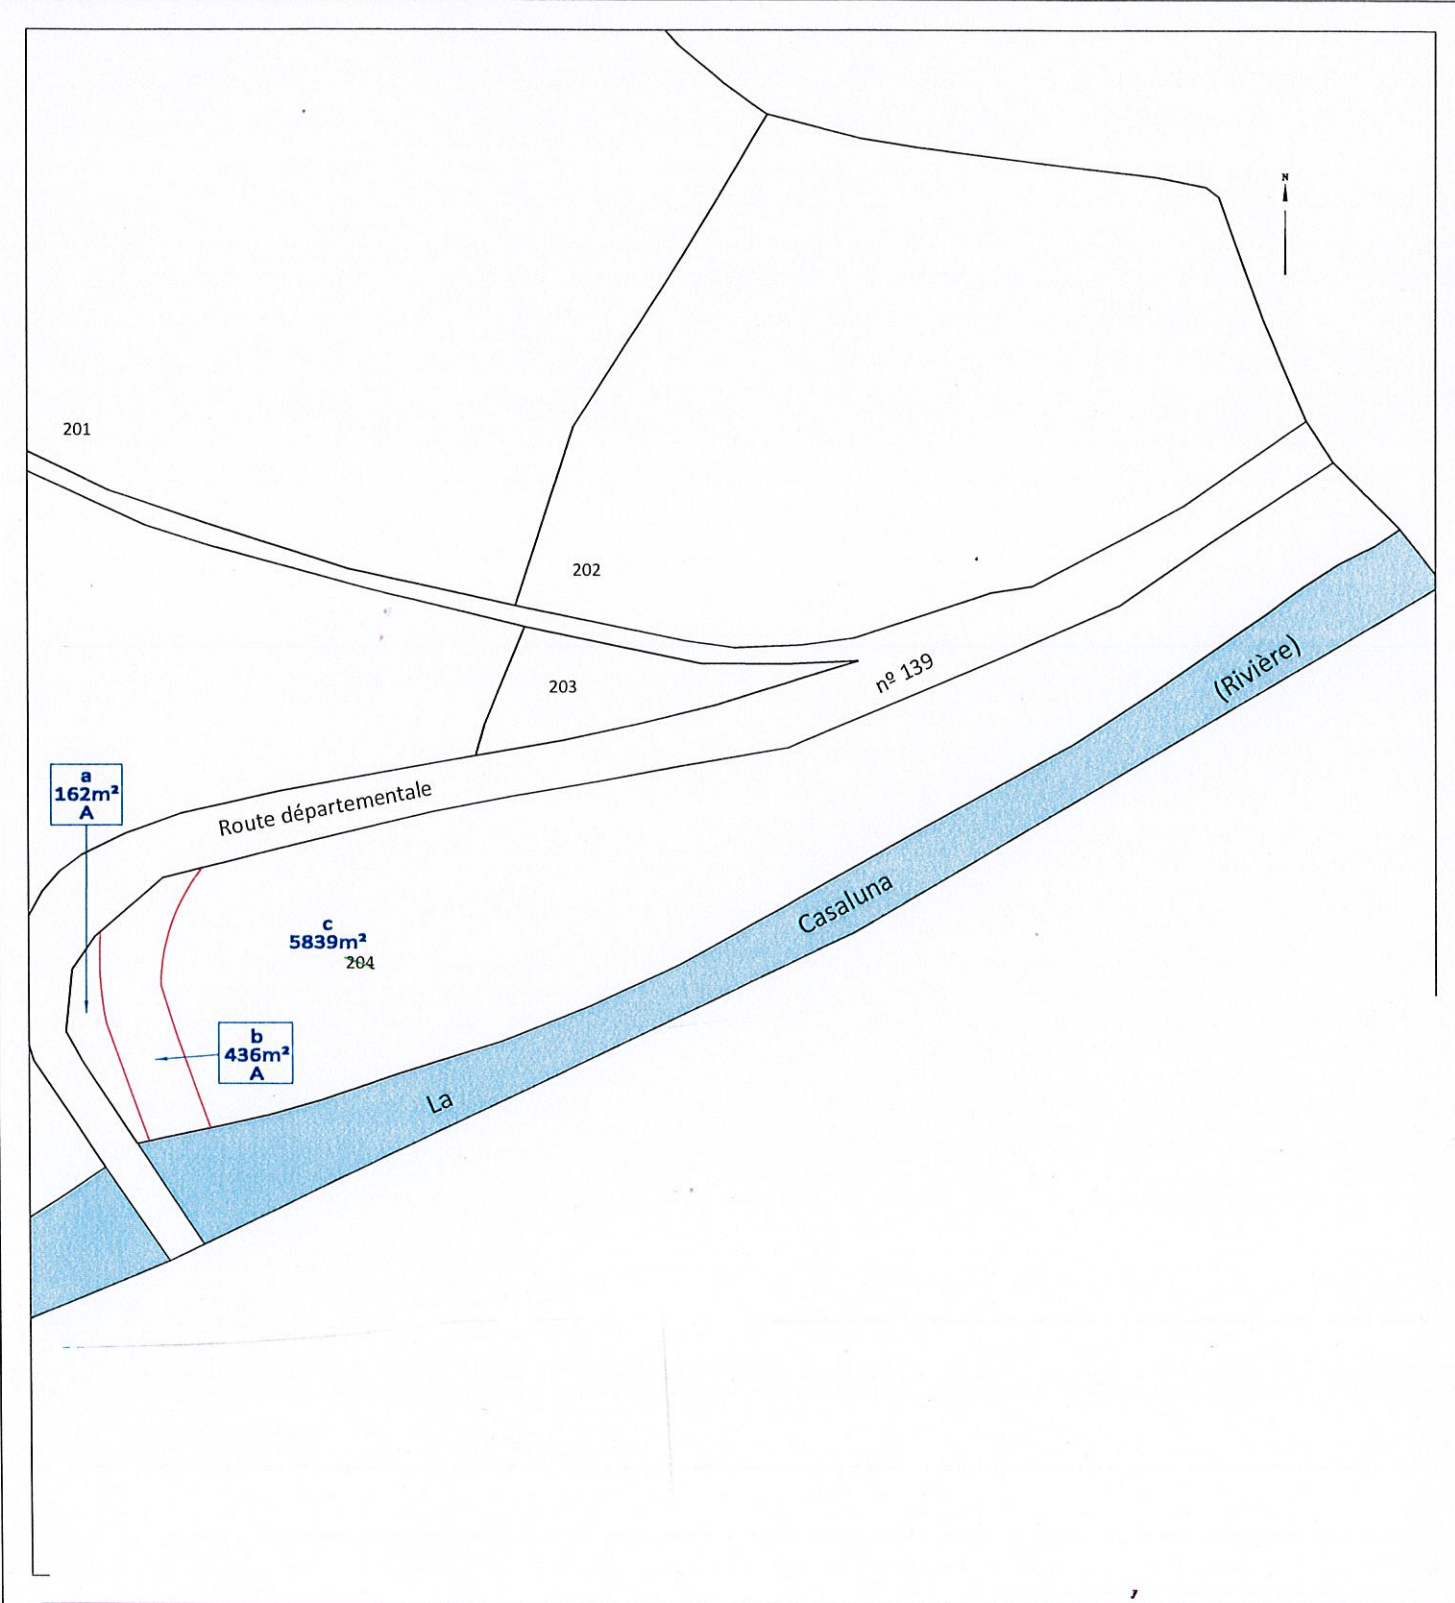 N
201
202
203
nº 139
(Rivière)
a
162m²
A
Route départementale
c
5839m²
204
Casaluna
b
436m²
A
La